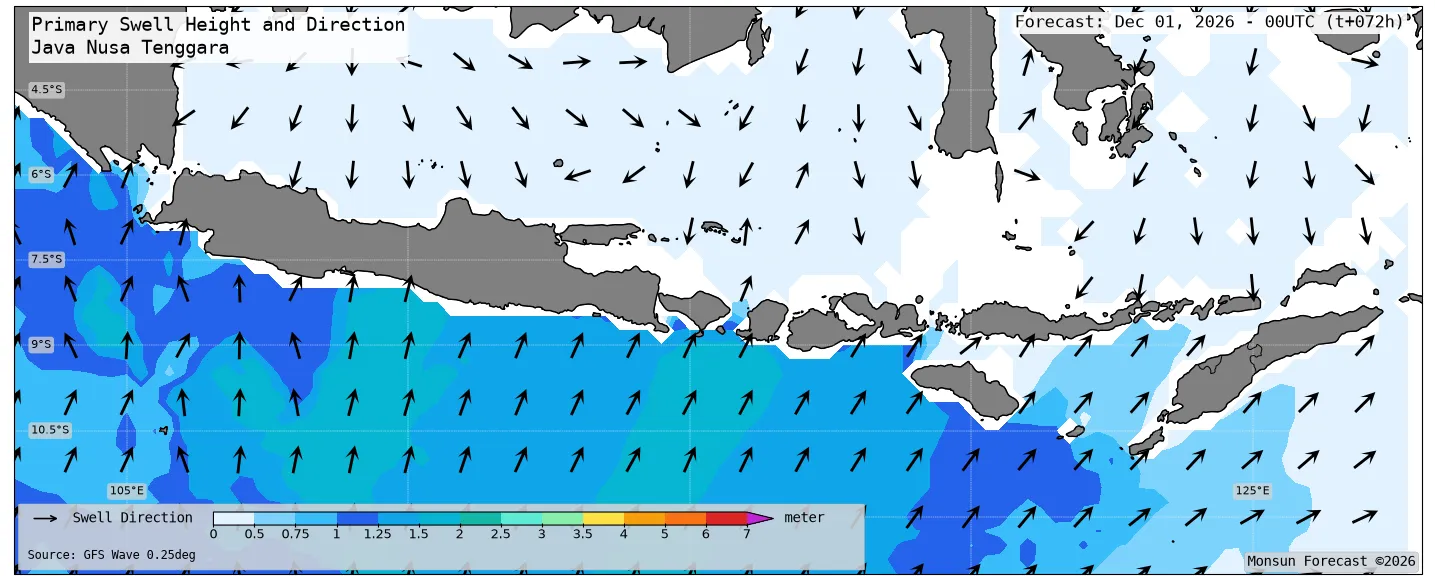 Primary Swell Height and Direction
Java Nusa Tenggara
Forecast: Dec 01, 2026 - 00UTC (t+072h)
4.5°S
6°S
7.5°S
9°S
10.5°S
105°E
125°E
Swell Direction
0 0.5 0.75 1 1.25 1.5 2 2.5 3 3.5 4 5 6 7
meter
Source: GFS Wave 0.25deg
Monsun Forecast ©2026